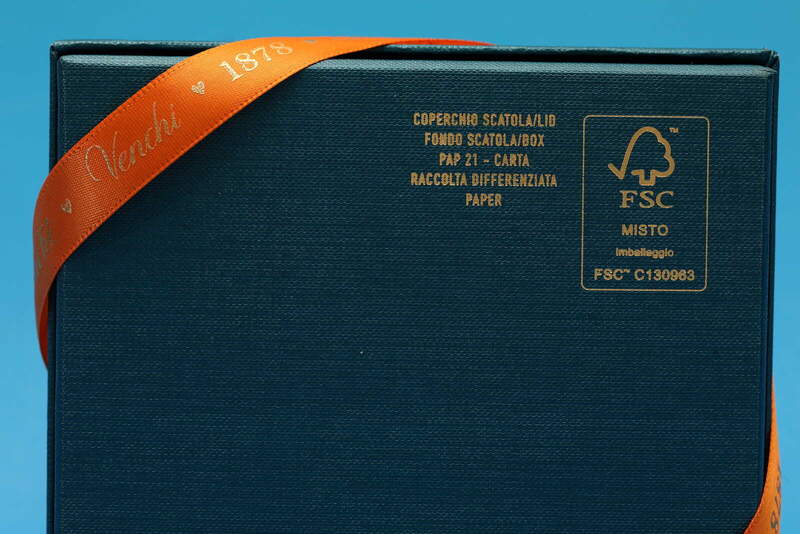 Venchi
1878
COPERCHIO SCATOLA/LID
FONDO SCATOLA/BOX
PAP 21 - CARTA
RACCOLTA DIFFERENZIATA
PAPER
™
FSC
MISTO
Imballaggio
FSC™ C130963